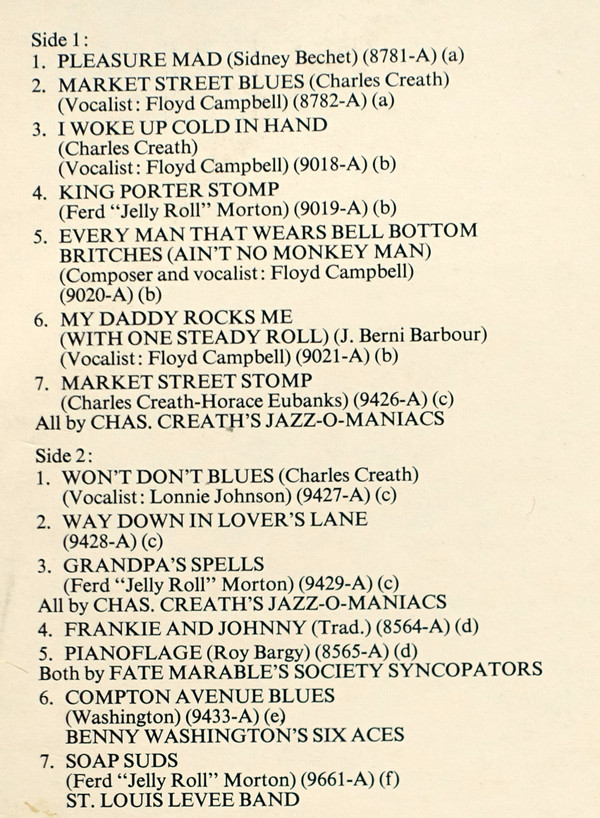 Side 1:
1. PLEASURE MAD (Sidney Bechet) (8781-A) (a)
2. MARKET STREET BLUES (Charles Creath)
(Vocalist: Floyd Campbell) (8782-A) (a)
3. I WOKE UP COLD IN HAND
(Charles Creath)
(Vocalist: Floyd Campbell) (9018-A) (b)
4. KING PORTER STOMP
(Ferd “Jelly Roll” Morton) (9019-A) (b)
5. EVERY MAN THAT WEARS BELL BOTTOM
BRITCHES (AIN’T NO MONKEY MAN)
(Composer and vocalist: Floyd Campbell)
(9020-A) (b)
6. MY DADDY ROCKS ME
(WITH ONE STEADY ROLL) (J. Berni Barbour)
(Vocalist: Floyd Campbell) (9021-A) (b)
7. MARKET STREET STOMP
(Charles Creath-Horace Eubanks) (9426-A) (c)
All by CHAS. CREATH’S JAZZ-O-MANIACS
Side 2:
1. WON’T DON’T BLUES (Charles Creath)
(Vocalist: Lonnie Johnson) (9427-A) (c)
2. WAY DOWN IN LOVER’S LANE
(9428-A) (c)
3. GRANDPA’S SPELLS
(Ferd “Jelly Roll” Morton) (9429-A) (c)
All by CHAS. CREATH’S JAZZ-O-MANIACS
4. FRANKIE AND JOHNNY (Trad.) (8564-A) (d)
5. PIANOFLAGE (Roy Bargy) (8565-A) (d)
Both by FATE MARABLE’S SOCIETY SYNCOPATORS
6. COMPTON AVENUE BLUES
(Washington) (9433-A) (e)
BENNY WASHINGTON’S SIX ACES
7. SOAP SUDS
(Ferd “Jelly Roll” Morton) (9661-A) (f)
ST. LOUIS LEVEE BAND